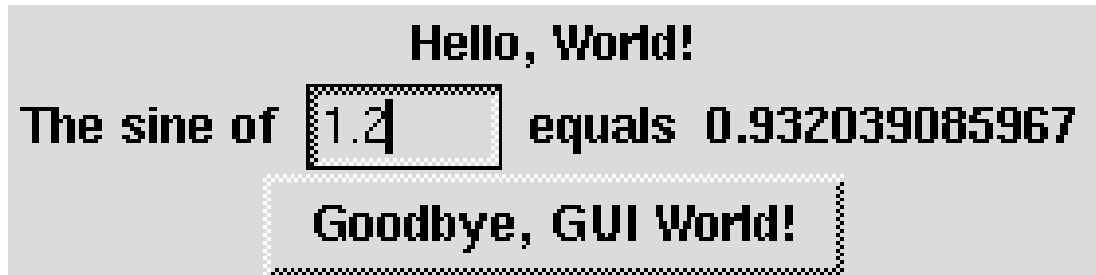 Hello, World!
The sine of 1.2 equals 0.932039085967
Goodbye, GUI World!